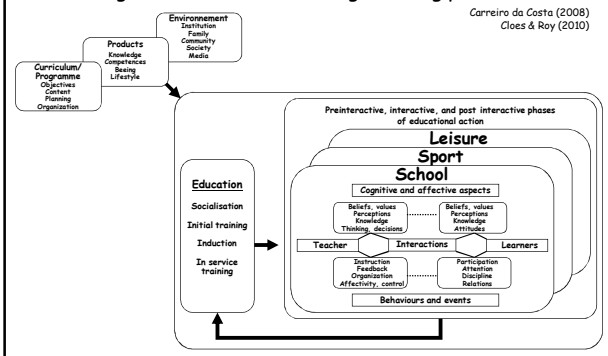 Carreiro da Costa (2008)
Cloes & Roy (2010)
Environnement
Institution
Family
Community
Society
Media
Products
Knowledge
Competences
Beeing
Lifestyle
Curriculum/
Programme
Objectives
Content
Planning
Organization
Preinteractive, interactive, and post interactive phases
of educational action
Leisure
Sport
School
Cognitive and affective aspects
Education
Socialisation
Initial training
Induction
In service
training
Beliefs, values
Perceptions
Knowledge
Thinking, decisions
Beliefs, values
Perceptions
Knowledge
Attitudes
Teacher
Interactions
Learners
Instruction
Feedback
Organization
Affectivity, control
Participation
Attention
Discipline
Relations
Behaviours and events